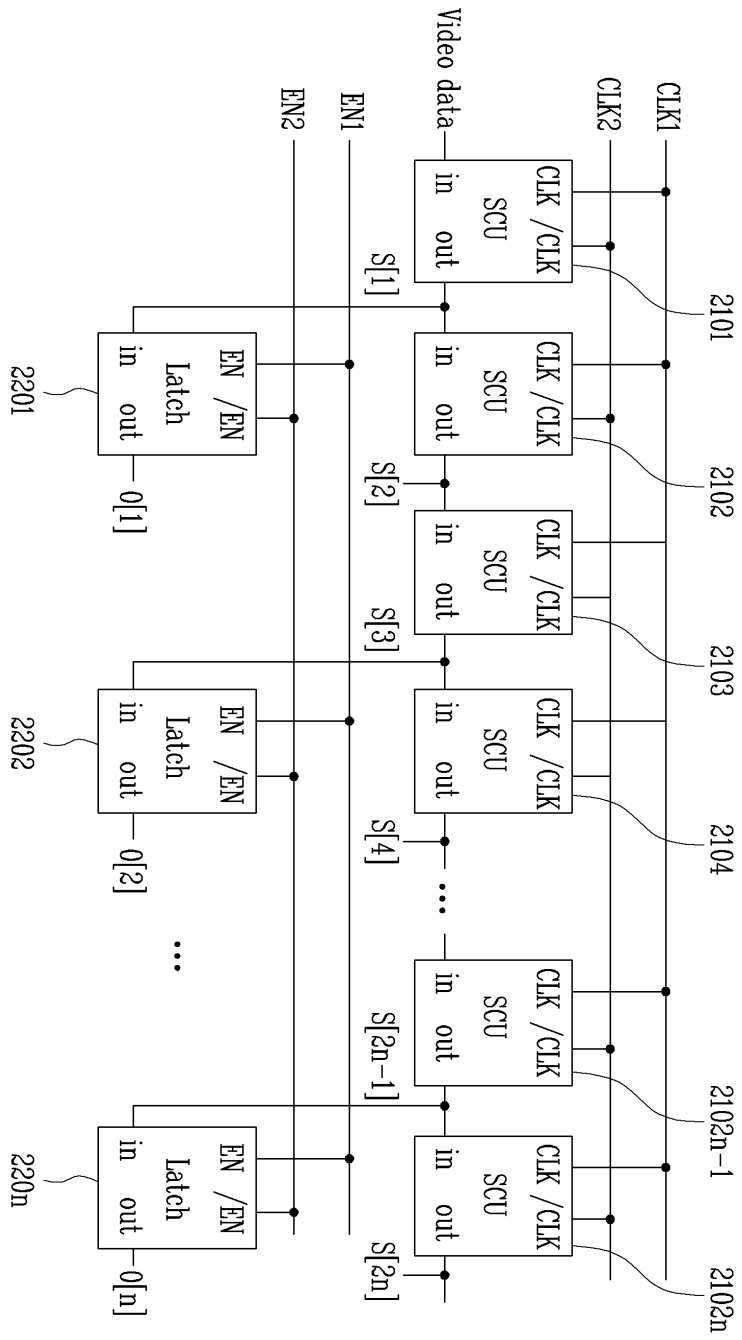 2101
2102
2103
2104
2102n-1
2102n
CLK1
CLK2
CLK /CLK
SCU
in out
CLK /CLK
SCU
in out
CLK /CLK
SCU
in out
CLK /CLK
SCU
in out
CLK /CLK
SCU
in out
CLK /CLK
SCU
in out
Video data
S[1]
S[2]
S[3]
S[4]
...
S[2n-1]
S[2n]
EN1
EN2
EN /EN
Latch
in out
EN /EN
Latch
in out
...
EN /EN
Latch
in out
O[1]
O[2]
O[n]
2201
2202
220n